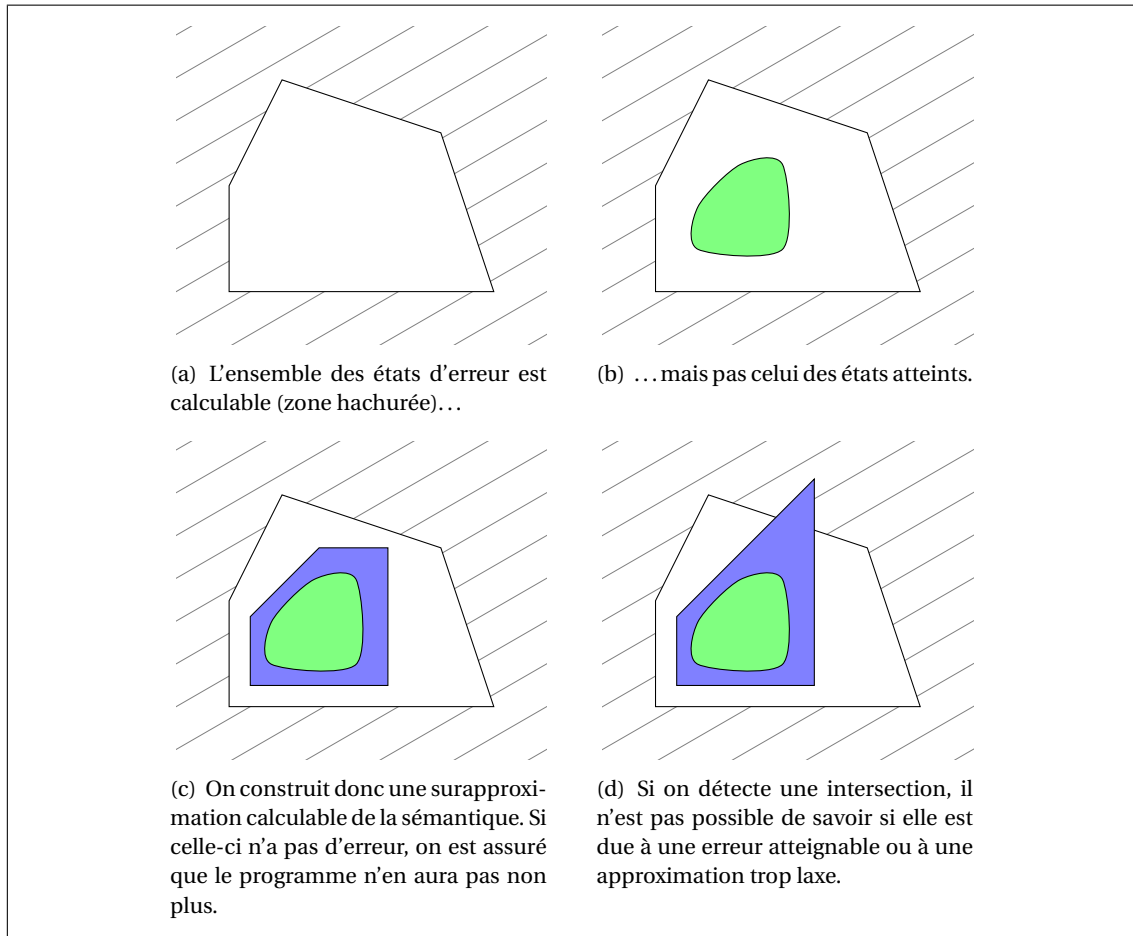 (a) L'ensemble des états d'erreur est
calculable (zone hachurée)...
(b) ...mais pas celui des états atteints.
(c) On construit donc une surapproxi-
mation calculable de la sémantique. Si
celle-ci n'a pas d'erreur, on est assuré
que le programme n'en aura pas non
plus.
(d) Si on détecte une intersection, il
n'est pas possible de savoir si elle est
due à une erreur atteignable ou à une
approximation trop laxe.